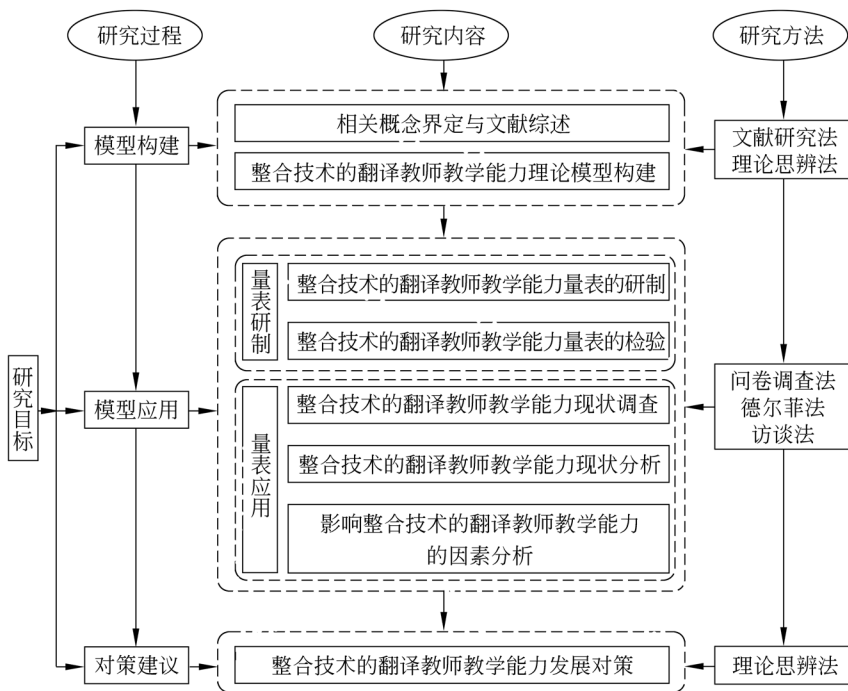 研究过程
研究内容
研究方法
相关概念界定与文献综述
模型构建
整合技术的翻译教师教学能力理论模型构建
文献研究法
理论思辨法
量表研制
整合技术的翻译教师教学能力量表的研制
整合技术的翻译教师教学能力量表的检验
研究目标
模型应用
量表应用
整合技术的翻译教师教学能力现状调查
整合技术的翻译教师教学能力现状分析
影响整合技术的翻译教师教学能力
的因素分析
问卷调查法
德尔菲法
访谈法
对策建议
整合技术的翻译教师教学能力发展对策
理论思辨法